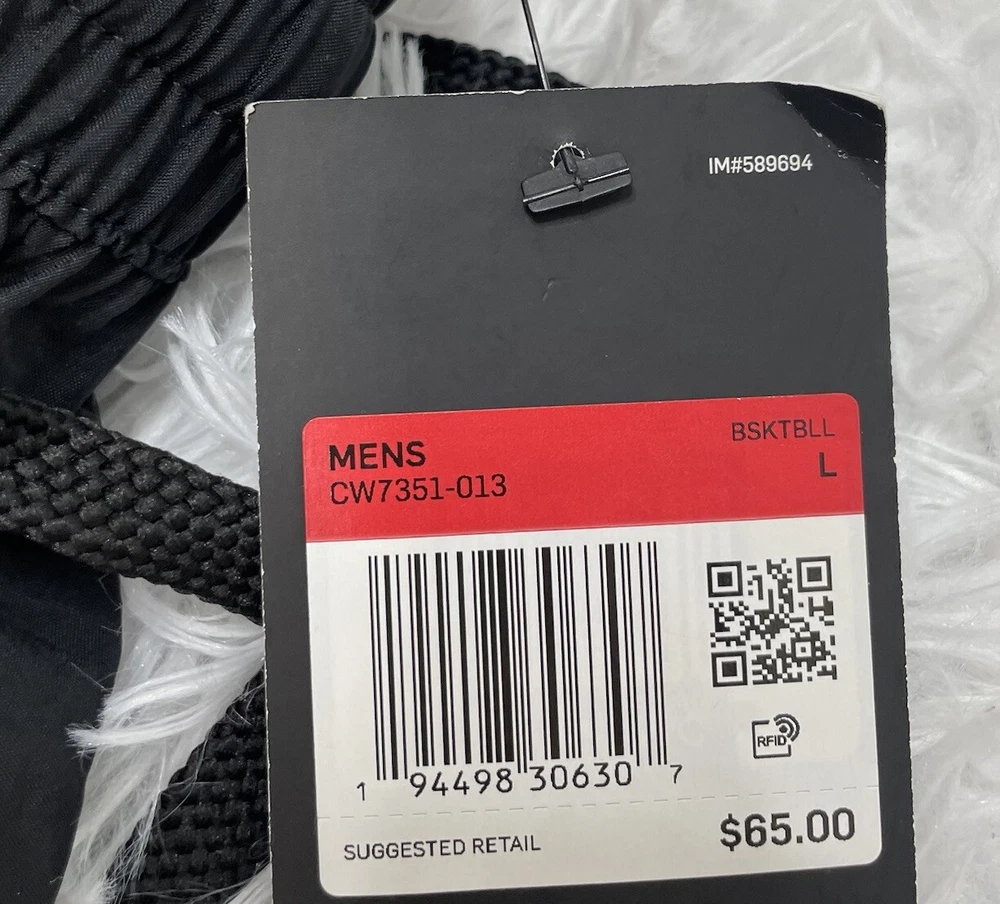 IM#589694
MENS
BSKTBLL
CW7351-013
L
1 94498 30630 7
RFID
SUGGESTED RETAIL
$65.00